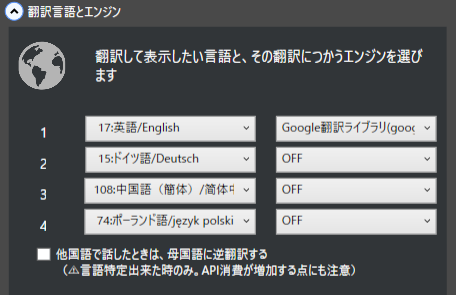 翻訳言語とエンジン
翻訳して表示したい言語と、その翻訳につかうエンジンを選び
ます
1 17:英語/English Google翻訳ライブラリ(goog
2 15:ドイツ語/Deutsch OFF
3 108:中国語（簡体）/简体中 OFF
4 74:ポーランド語/język polski OFF
他国語で話したときは、母国語に逆翻訳する
（⚠言語特定出来た時のみ。API消費が増加する点にも注意）